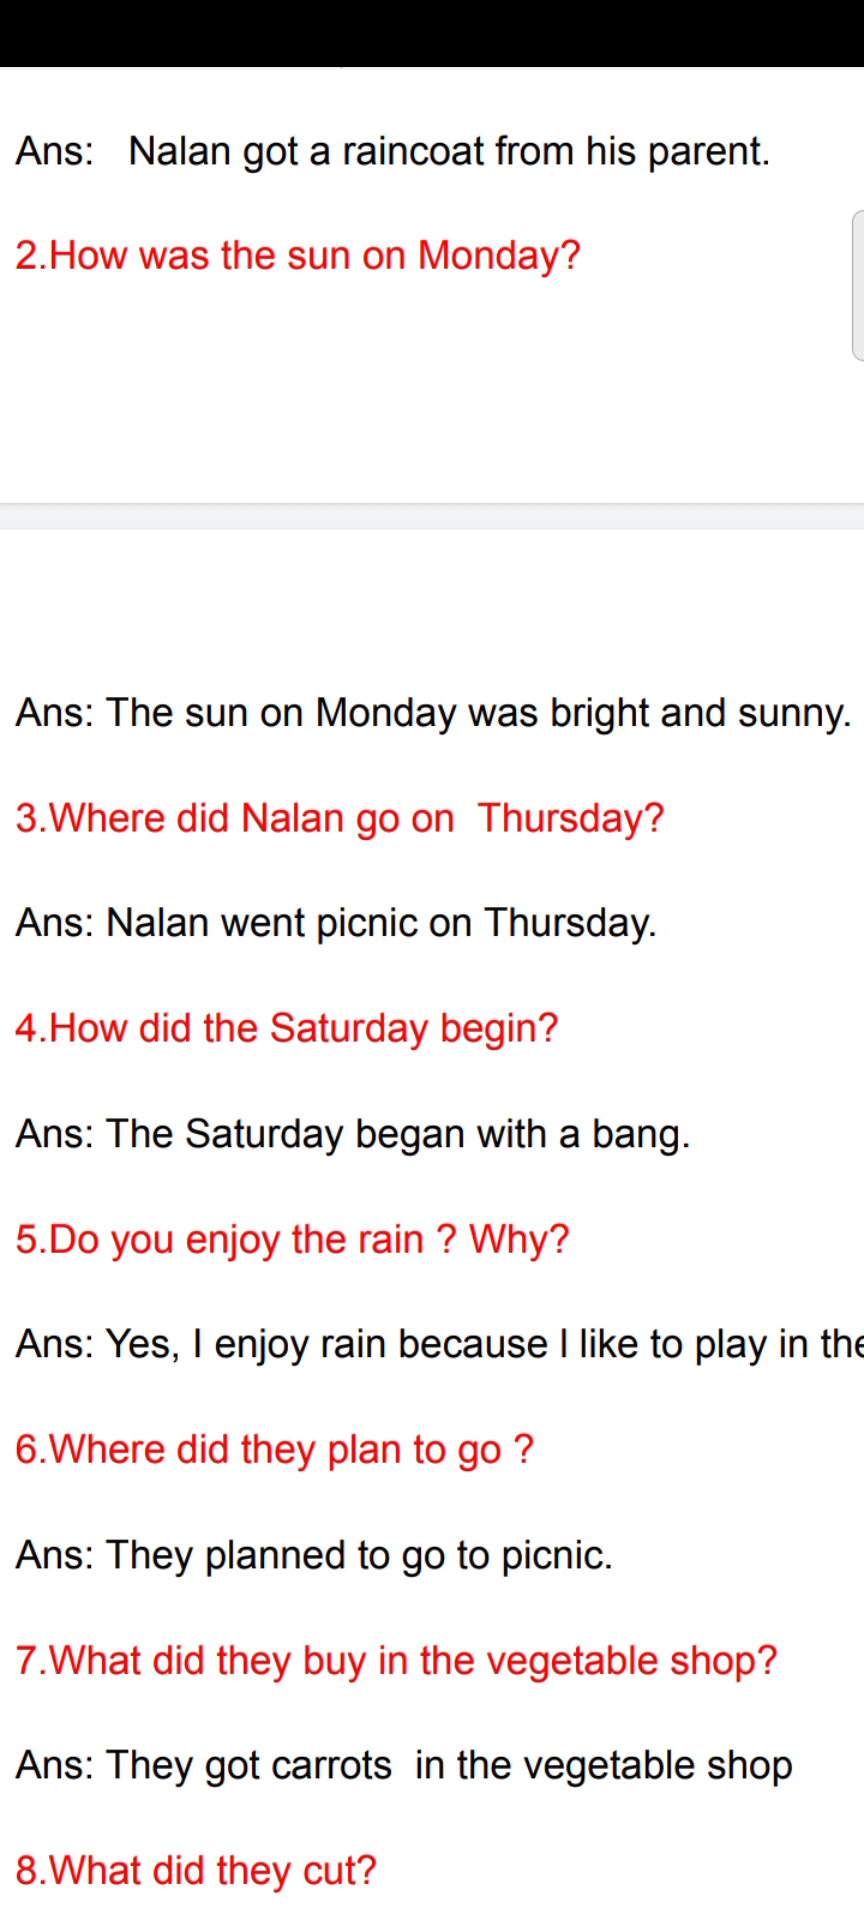 Ans: Nalan got a raincoat from his parent.
2.How was the sun on Monday?
Ans: The sun on Monday was bright and sunny.
3.Where did Nalan go on Thursday?
Ans: Nalan went picnic on Thursday.
4.How did the Saturday begin?
Ans: The Saturday began with a bang.
5.Do you enjoy the rain ? Why?
Ans: Yes, I enjoy rain because I like to play in the
6.Where did they plan to go ?
Ans: They planned to go to picnic.
7.What did they buy in the vegetable shop?
Ans: They got carrots in the vegetable shop
8.What did they cut?